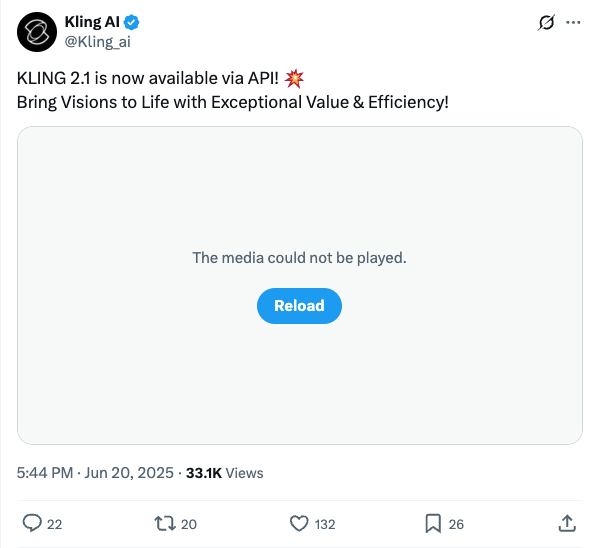 Kling AI
@Kling_ai
KLING 2.1 is now available via API! 💥
Bring Visions to Life with Exceptional Value & Efficiency!
The media could not be played.
Reload
5:44 PM · Jun 20, 2025 · 33.1K Views
22 20 132 26